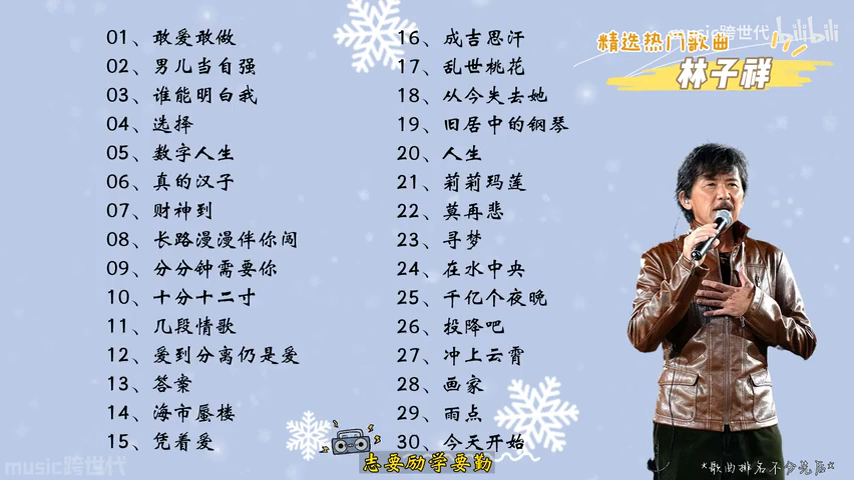 music跨世代 bilibili
精选热门歌曲
林子祥
01、敢爱敢做
02、男儿当自强
03、谁能明白我
04、选择
05、数字人生
06、真的汉子
07、财神到
08、长路漫漫伴你闯
09、分分钟需要你
10、十分十二寸
11、几段情歌
12、爱到分离仍是爱
13、答案
14、海市蜃楼
15、凭着爱
16、成吉思汗
17、乱世桃花
18、从今失去她
19、旧居中的钢琴
20、人生
21、莉莉玛莲
22、莫再悲
23、寻梦
24、在水中央
25、千亿个夜晚
26、投降吧
27、冲上云霄
28、画家
29、雨点
30、今天开始
志要励学要勤
music跨世代
*歌曲排名不分先后*